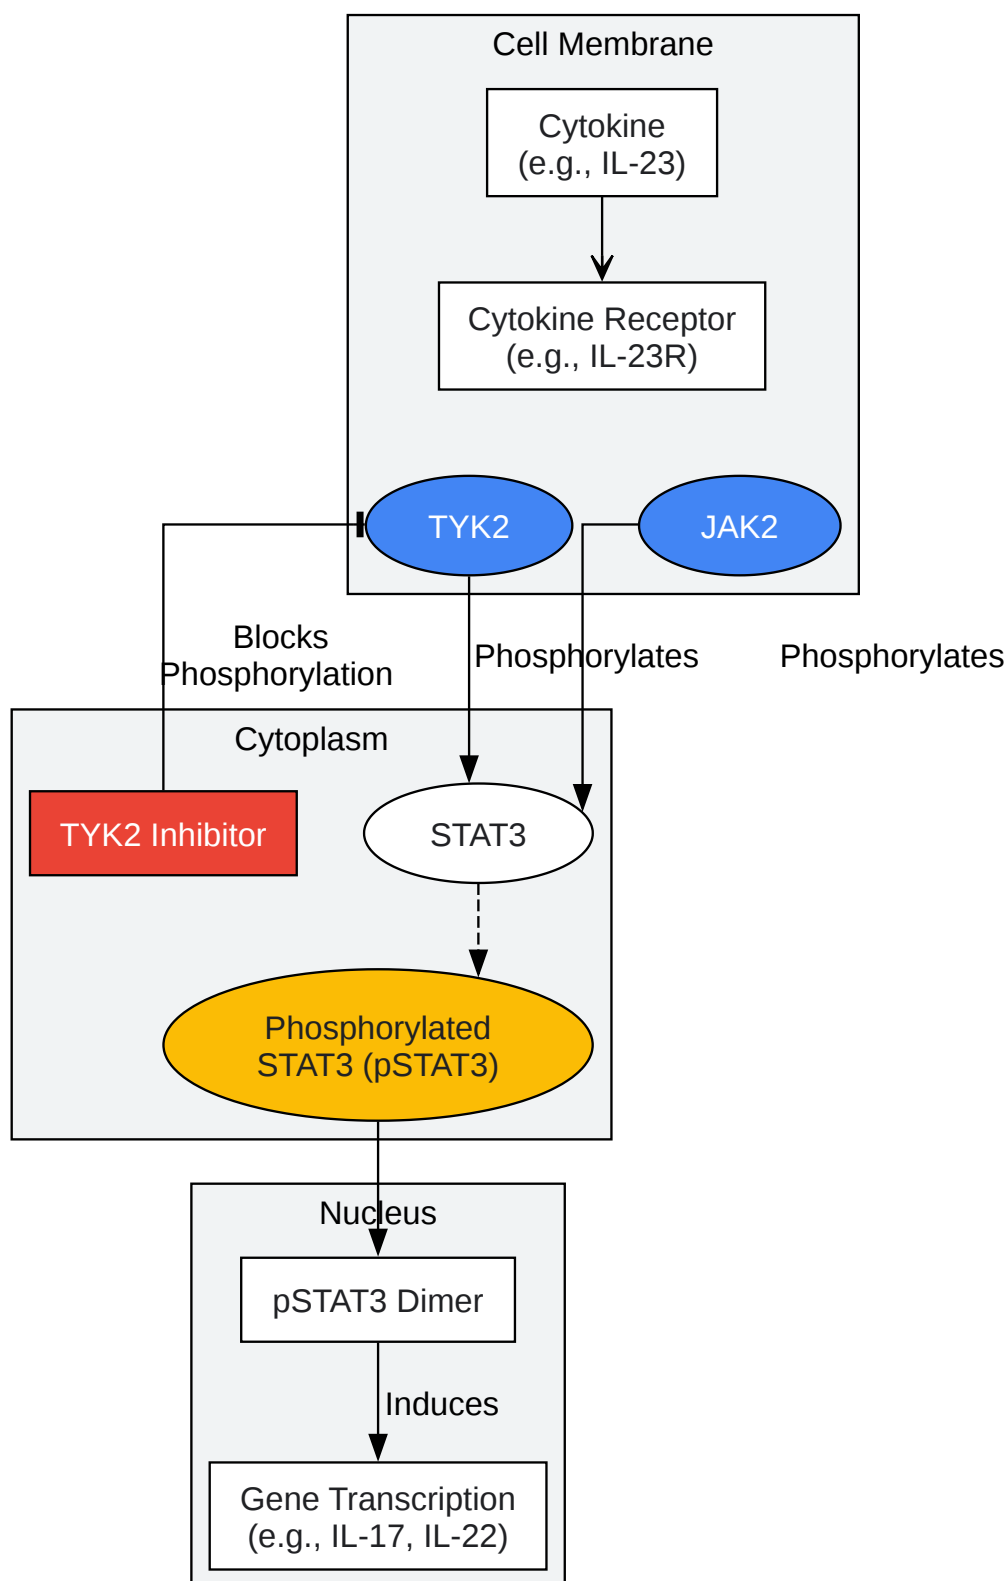 Cell Membrane
Cytokine
(e.g., IL-23)
Cytokine Receptor
(e.g., IL-23R)
TYK2
JAK2
Blocks
Phosphorylation
Phosphorylates
Phosphorylates
Cytoplasm
TYK2 Inhibitor
STAT3
Phosphorylated
STAT3 (pSTAT3)
Nucleus
pSTAT3 Dimer
Induces
Gene Transcription
(e.g., IL-17, IL-22)